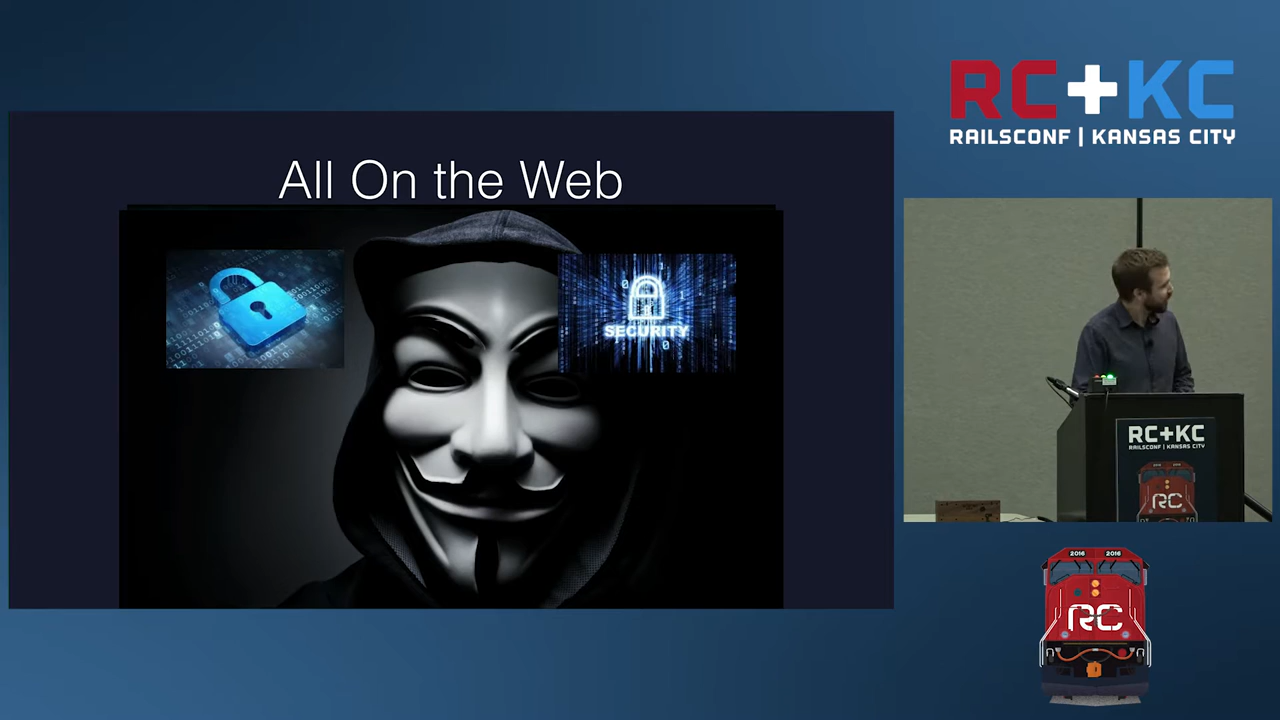 RC+KC
RAILSCONF | KANSAS CITY
All On the Web
SECURITY
RC+KC
RAILSCONF | KANSAS CITY
RC
2016 2016
RC